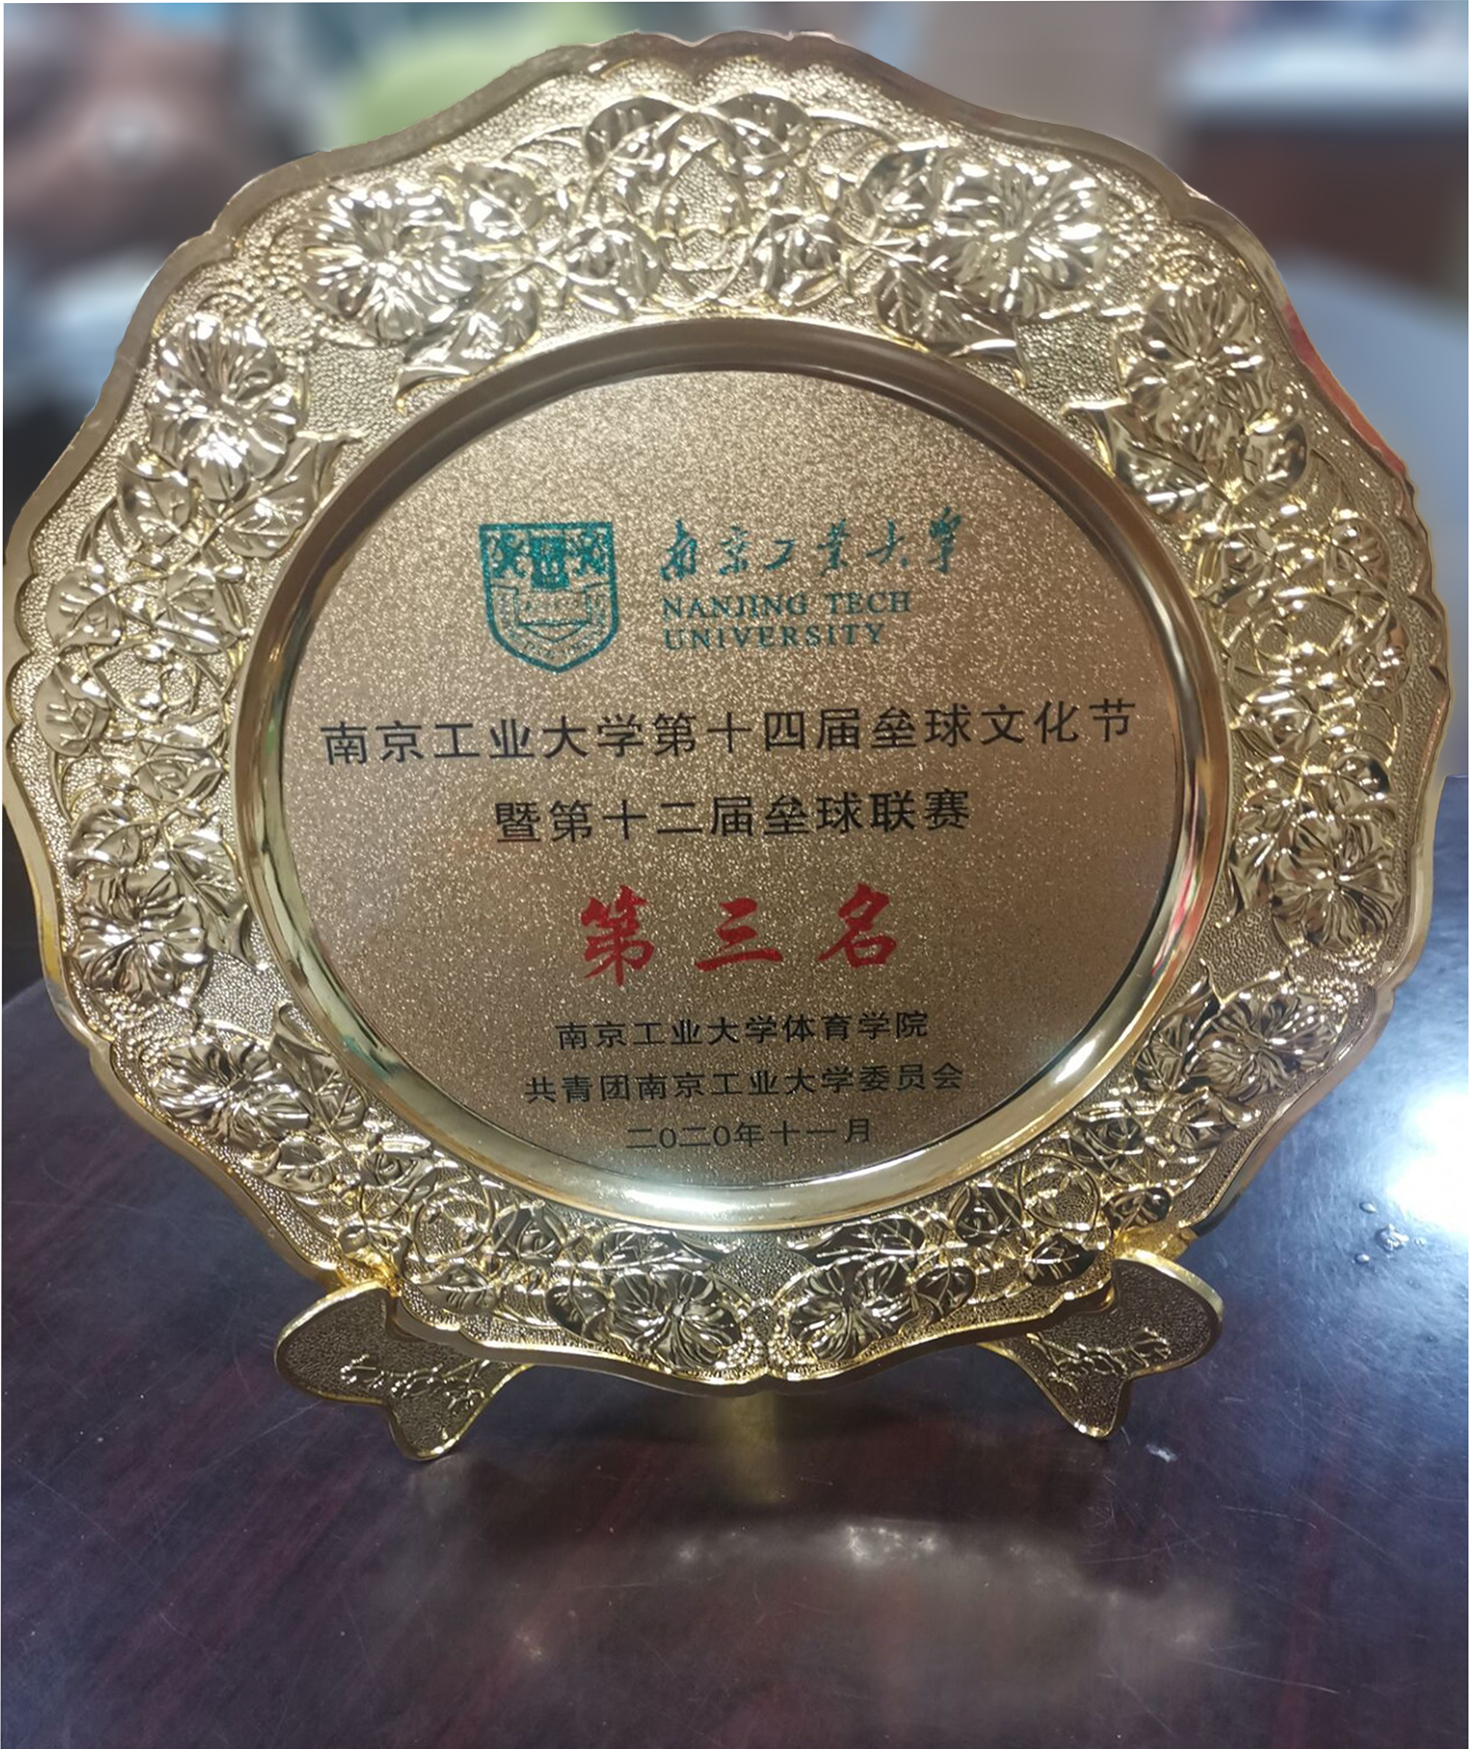 南京工业大学
NANJING TECH
UNIVERSITY
南京工业大学第十四届垒球文化节
暨第十二届垒球联赛
第三名
南京工业大学体育学院
共青团南京工业大学委员会
二0二0年十一月